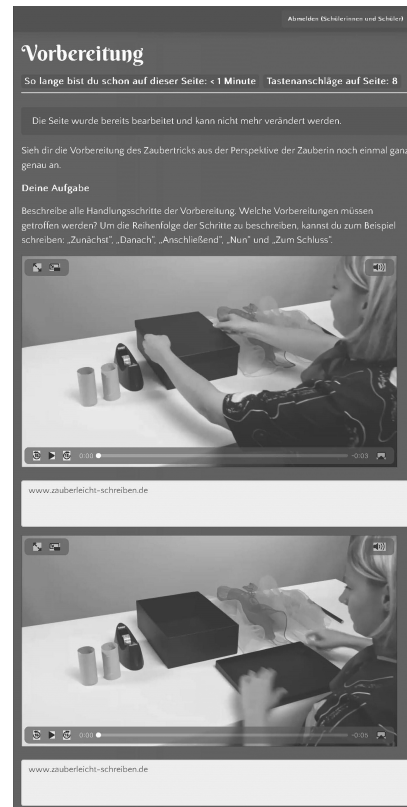 Abmelden (Schülerinnen und Schüler)
Vorbereitung
So lange bist du schon auf dieser Seite: < 1 Minute Tastenanschläge auf Seite: 8
Die Seite wurde bereits bearbeitet und kann nicht mehr verändert werden.
Sieh dir die Vorbereitung des Zaubertricks aus der Perspektive der Zauberin noch einmal ganz
genau an.
Deine Aufgabe
Beschreibe alle Handlungsschritte der Vorbereitung. Welche Vorbereitungen müssen
getroffen werden? Um die Reihenfolge der Schritte zu beschreiben, kannst du zum Beispiel
schreiben: „Zunächst”, „Danach”, „Anschließend”, „Nun” und „Zum Schluss”.
0:00 -0:03
www.zauberleicht-schreiben.de
0:00 -0:05
www.zauberleicht-schreiben.de